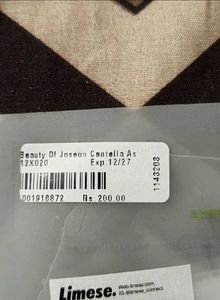 Beauty Of Joseon Centella As
12X020 Exp.12/27
1143203
001918872 Rs. 200.00
Limese.
Web.limese.com
IG.@limese_connect